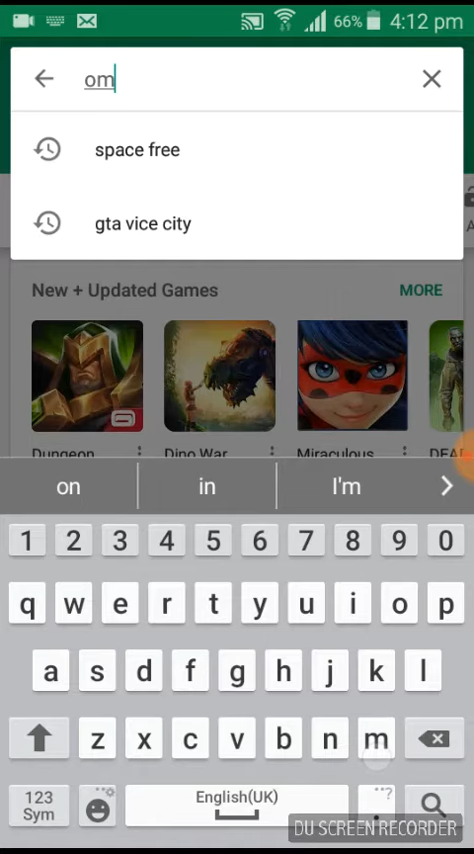 66% 4:12 pm
om
space free
gta vice city
New + Updated Games MORE
Dungeon Dino War Miraculous DEA
on in I'm
1 2 3 4 5 6 7 8 9 0
q w e r t y u i o p
a s d f g h j k l
z x c v b n m
123
Sym
English(UK)
. ?
DU SCREEN RECORDER